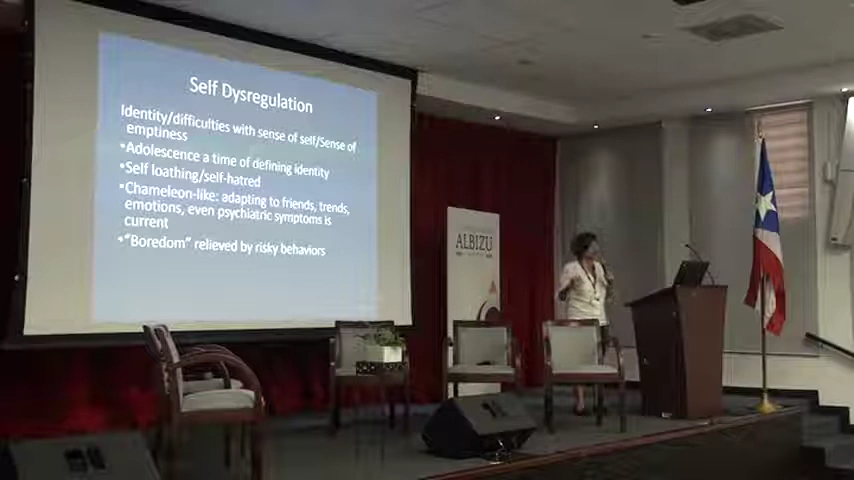 Self Dysregulation
Identity/difficulties with sense of self/Sense of
emptiness
•Adolescence a time of defining identity
•Self loathing/self-hatred
•Chameleon-like: adapting to friends, trends,
emotions, even psychiatric symptoms is
current
•"Boredom" relieved by risky behaviors
ALBIZU